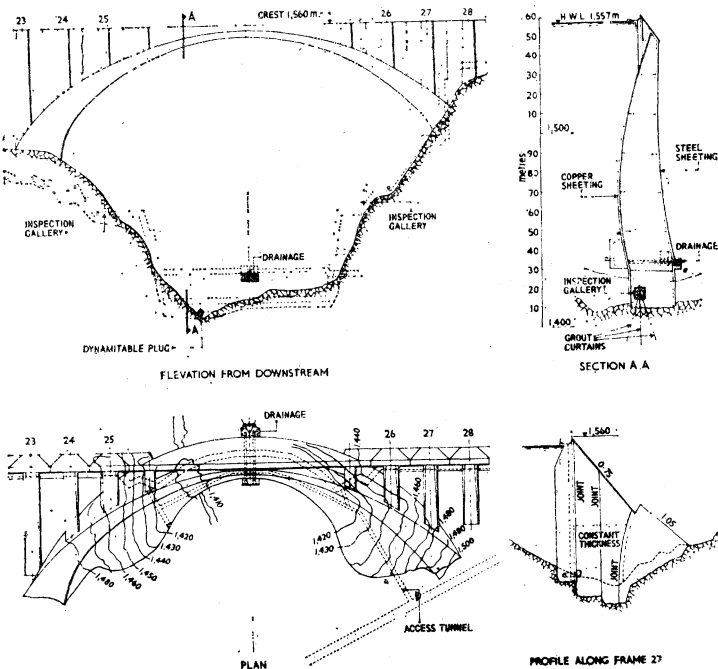 CREST 1,560 m.
23
24
25
26
27
28
A
INSPECTION
GALLERY
INSPECTION
GALLERY
DRAINAGE
A
DYNAMITABLE PLUG
ELEVATION FROM DOWNSTREAM
H W L 1,557m
60
50
40
30
20
10
1,500
90
80
70
60
50
40
30
20
10
1,400
metres
COPPER
SHEETING
STEEL
SHEETING
DRAINAGE
INSPECTION
GALLERY
GROUT
CURTAINS
SECTION A.A
DRAINAGE
23
24
25
26
27
28
1,440
1,410
1,420
1,430
1,440
1,450
1,460
1,480
1,420
1,430
1,460
1,480
1,480
1,500
ACCESS TUNNEL
PLAN
1,560
0.75
1.05
JOINT
JOINT
CONSTANT
THICKNESS
JOINT
PROFILE ALONG FRAME 27